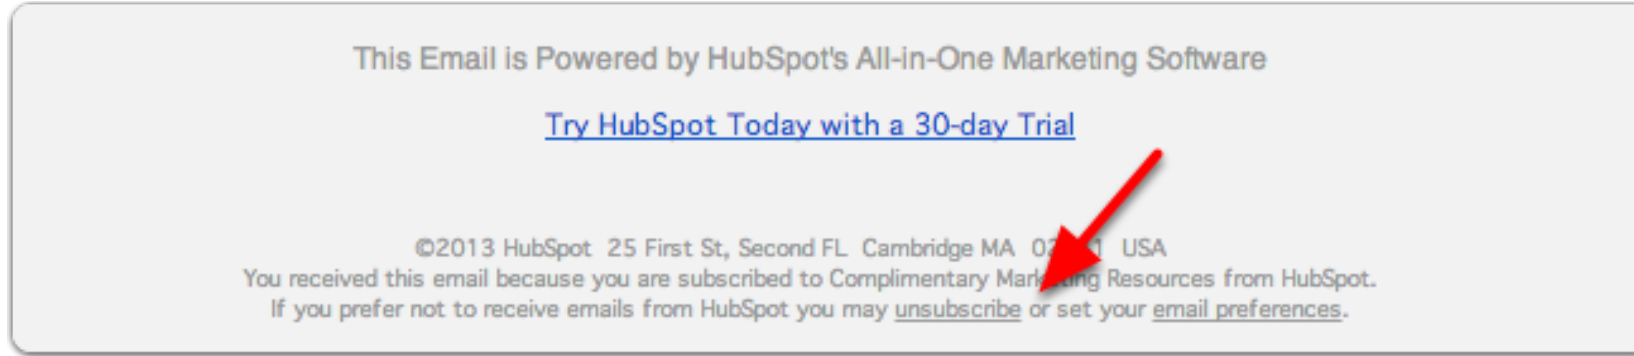 This Email is Powered by HubSpot's All-in-One Marketing Software
Try HubSpot Today with a 30-day Trial
©2013 HubSpot 25 First St, Second FL Cambridge MA USA
You received this email because you are subscribed to Complimentary Marketing Resources from HubSpot.
If you prefer not to receive emails from HubSpot you may unsubscribe or set your email preferences.